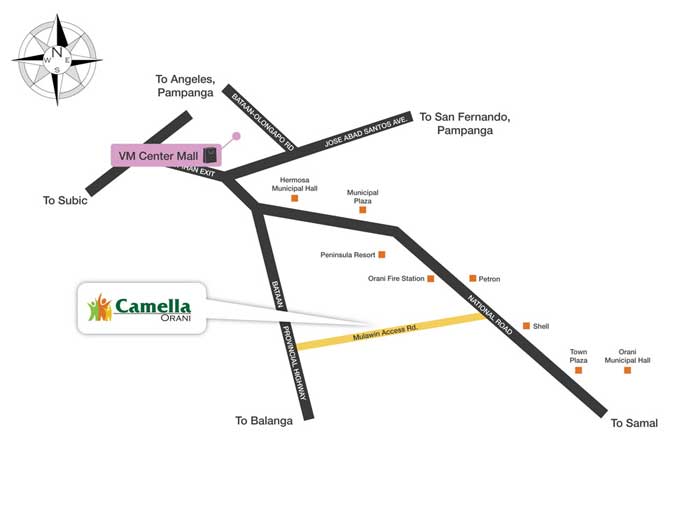 N
W E
S
To Angeles,
Pampanga
BATAAN-OLONGAPO RD
JOSE ABAD SANTOS AVE.
To San Fernando,
Pampanga
VM Center Mall
EXIT
To Subic
Hermosa
Municipal Hall
Municipal
Plaza
Peninsula Resort
Orani Fire Station
Petron
BATAAN
PROVINCIAL HIGHWAY
NATIONAL ROAD
Camella
ORANI
Mulawin Access Rd.
Shell
Town
Plaza
Orani
Municipal Hall
To Balanga
To Samal